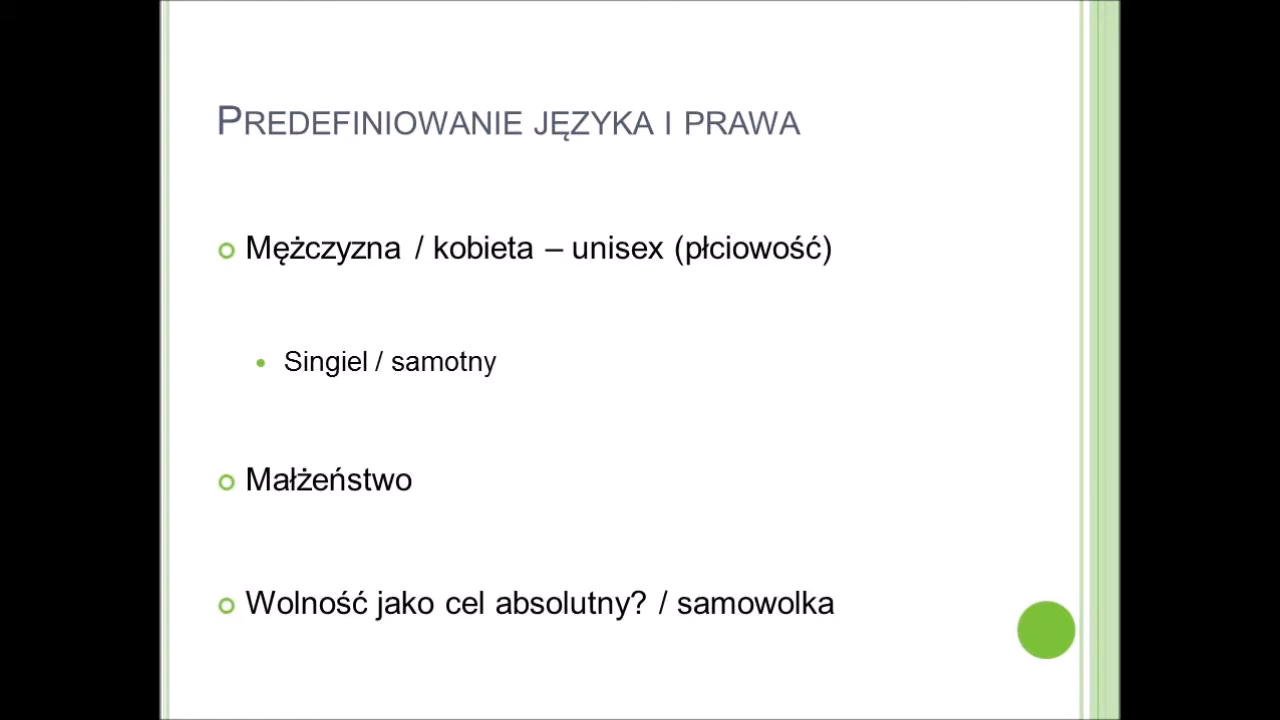 PREDEFINIOWANIE JĘZYKA I PRAWA
Mężczyzna / kobieta – unisex (płciowość)
Singiel / samotny
Małżeństwo
Wolność jako cel absolutny? / samowolka